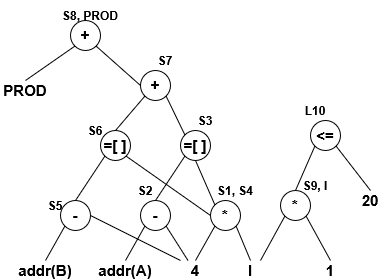 S8, PROD
+
S7
PROD
+
L10
S6
S3
<=
=[ ]
=[ ]
S5
S2
S1, S4
S9, I
20
-
-
*
*
addr(B)
addr(A)
4
I
1